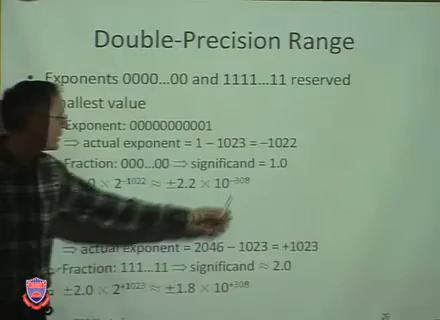 Double-Precision Range
• Exponents 0000...00 and 1111...11 reserved
allest value
Exponent: 00000000001
⇒ actual exponent = 1 – 1023 = –1022
Fraction: 000...00 ⇒ significand = 1.0
0 × 2^–1022 ≈ ±2.2 × 10^–308
⇒ actual exponent = 2046 – 1023 = +1023
Fraction: 111...11 ⇒ significand ≈ 2.0
±2.0 × 2^+1023 ≈ ±1.8 × 10^+308